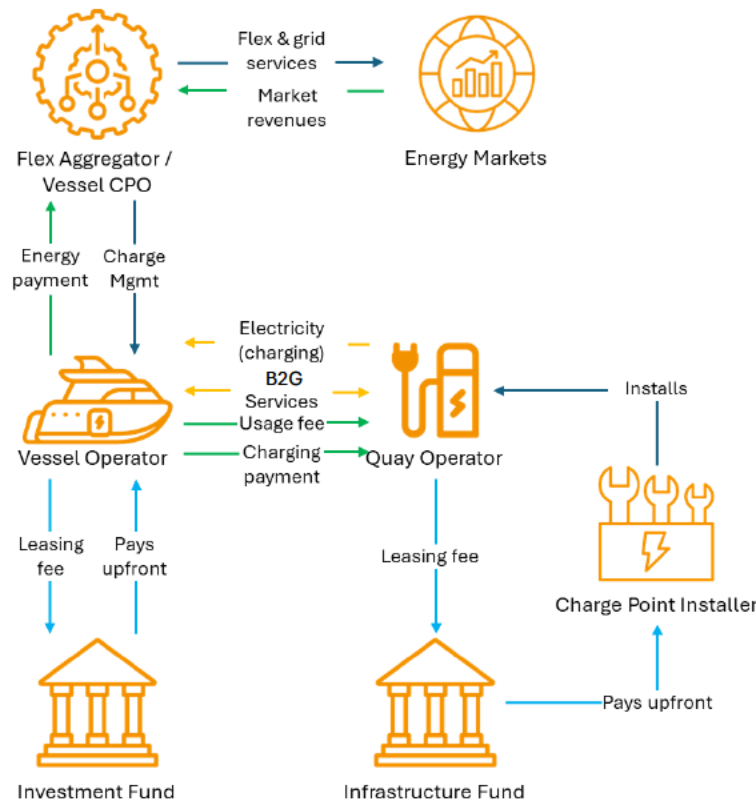 Flex & grid
services
Market
revenues
Flex Aggregator /
Vessel CPO
Energy Markets
Energy
payment
Charge
Mgmt
Electricity
(charging)
B2G
Services
Usage fee
Charging
payment
Installs
Vessel Operator
Quay Operator
Leasing
fee
Pays
upfront
Leasing fee
Charge Point Installer
Pays upfront
Investment Fund
Infrastructure Fund